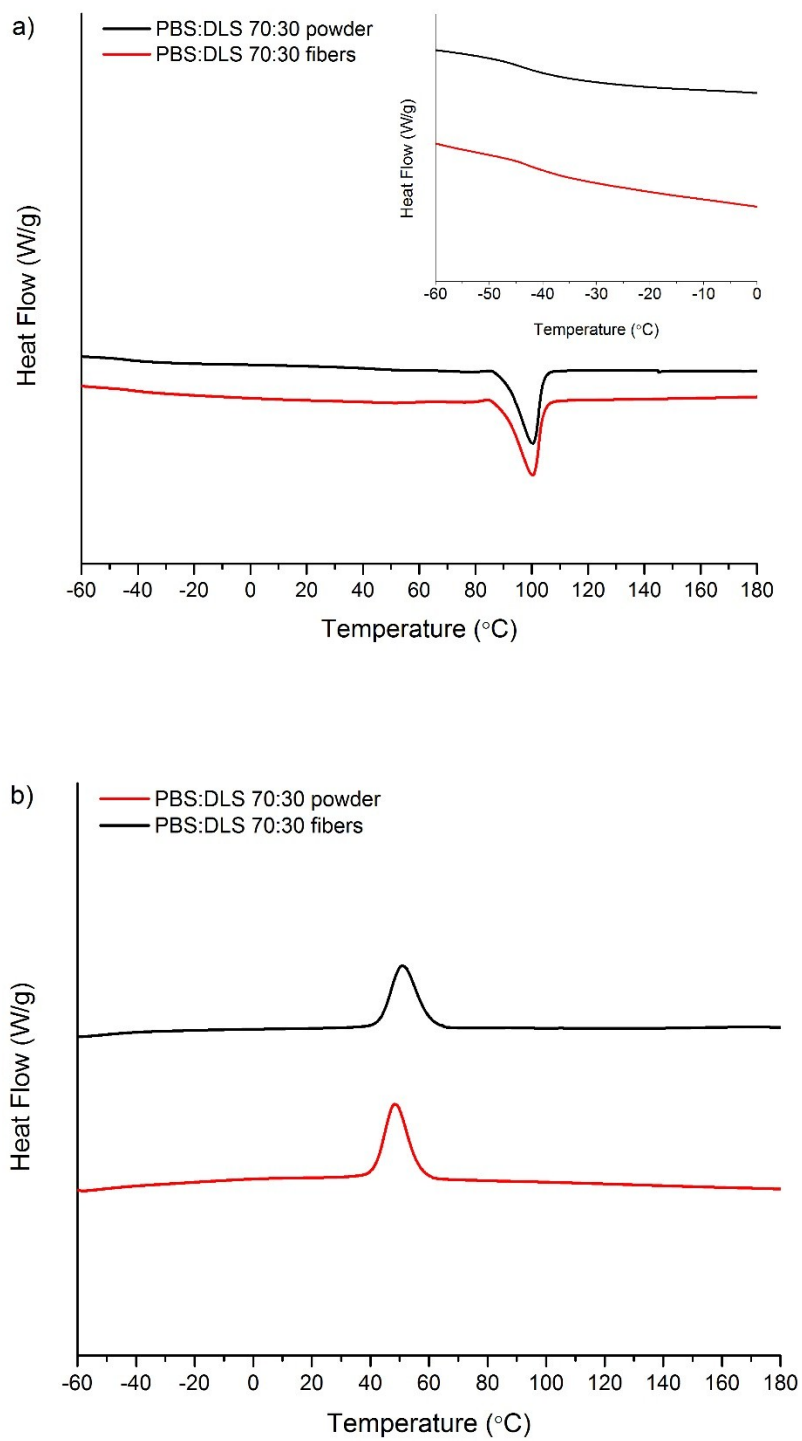 a)
PBS:DLS 70:30 powder
PBS:DLS 70:30 fibers
Heat Flow (W/g)
-60 -50 -40 -30 -20 -10 0
Temperature (°C)
Heat Flow (W/g)
-60 -40 -20 0 20 40 60 80 100 120 140 160 180
Temperature (°C)
b)
PBS:DLS 70:30 powder
PBS:DLS 70:30 fibers
Heat Flow (W/g)
-60 -40 -20 0 20 40 60 80 100 120 140 160 180
Temperature (°C)